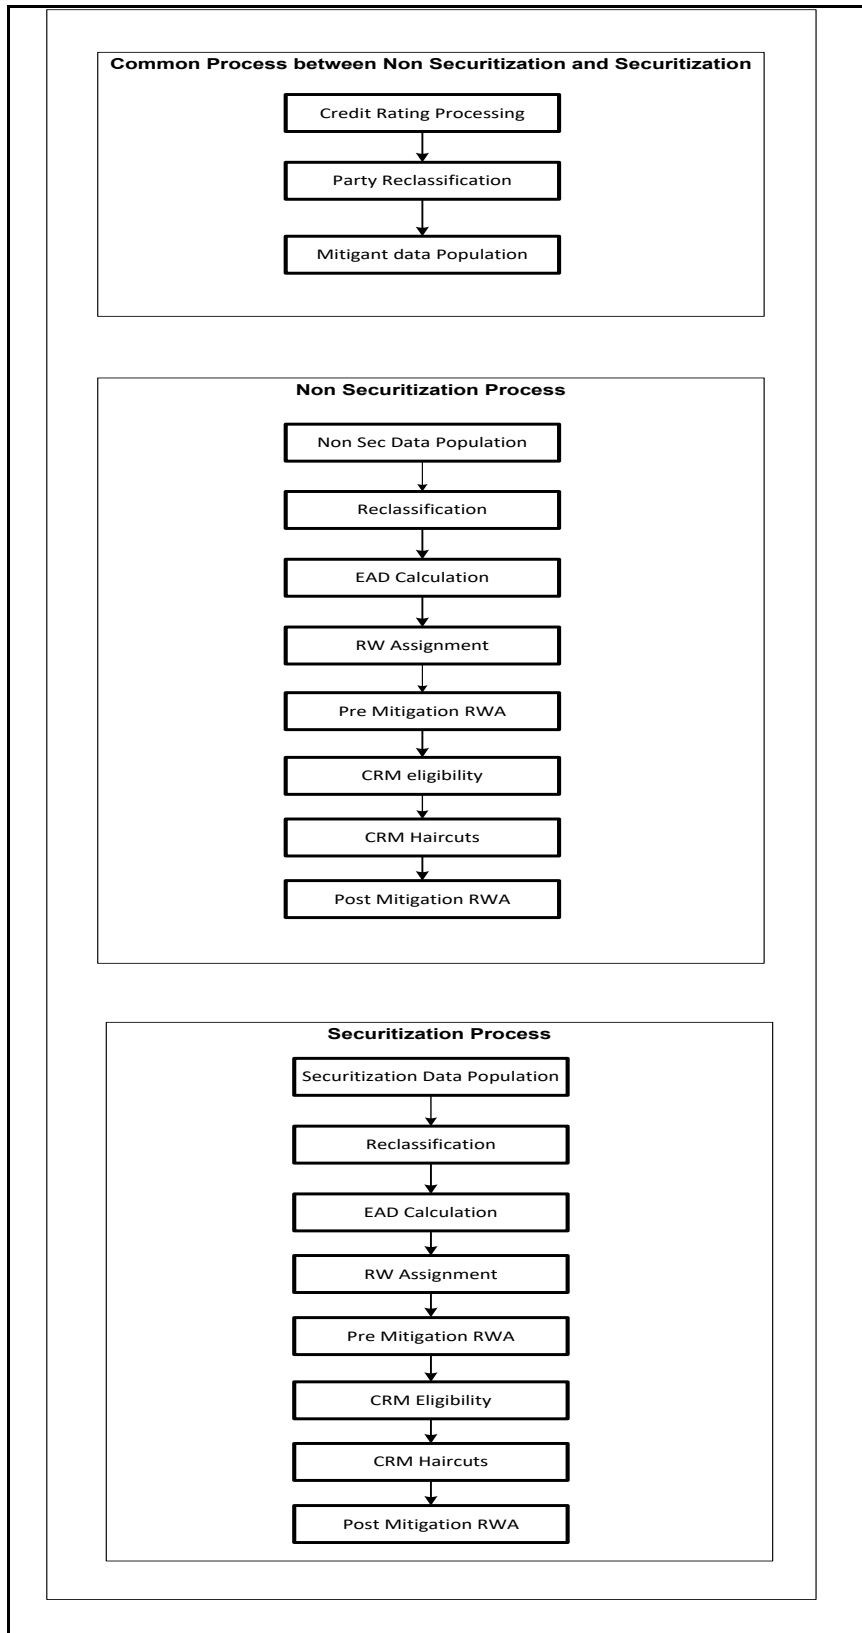 Common Process between Non Securitization and Securitization
Credit Rating Processing
Party Reclassification
Mitigant data Population
Non Securitization Process
Non Sec Data Population
Reclassification
EAD Calculation
RW Assignment
Pre Mitigation RWA
CRM eligibility
CRM Haircuts
Post Mitigation RWA
Securitization Process
Securitization Data Population
Reclassification
EAD Calculation
RW Assignment
Pre Mitigation RWA
CRM Eligibility
CRM Haircuts
Post Mitigation RWA